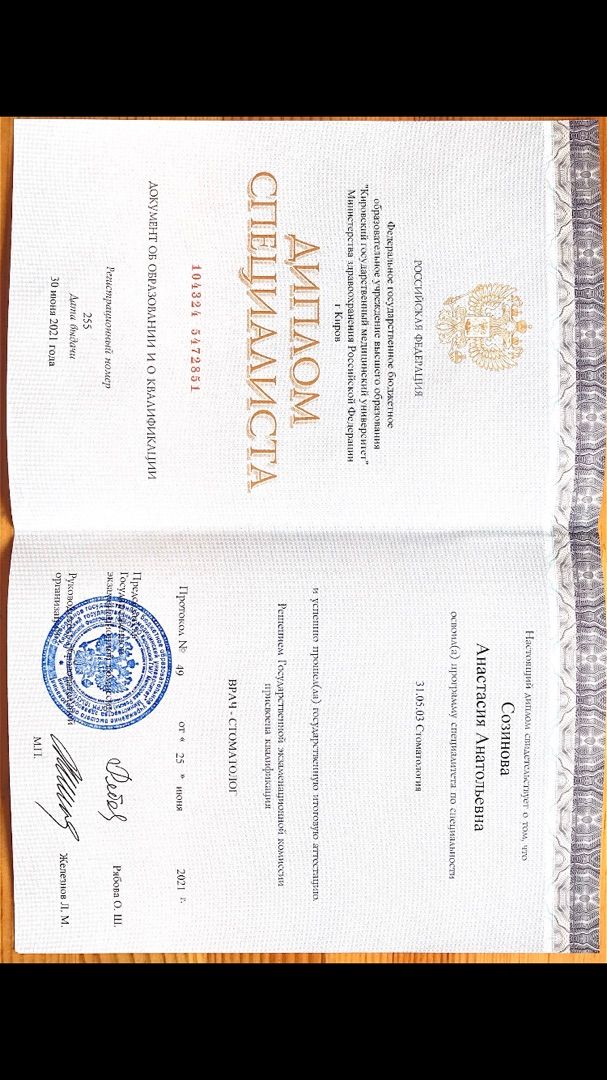 РОССИЙСКАЯ ФЕДЕРАЦИЯ
Федеральное государственное бюджетное
образовательное учреждение высшего образования
"Кировский государственный медицинский университет"
Министерства здравоохранения Российской Федерации
г Киров
ДИПЛОМ
СПЕЦИАЛИСТА
104324 5472851
ДОКУМЕНТ ОБ ОБРАЗОВАНИИ И О КВАЛИФИКАЦИИ
Регистрационный номер
255
Дата выдачи
30 июня 2021 года
Настоящий диплом свидетельствует о том, что
Созинова
Анастасия Анатольевна
освоил(а) программу специалитета по специальности
31.05.03 Стоматология
и успешно прошел(ла) государственную итоговую аттестацию
Решением Государственной экзаменационной комиссии
присвоена квалификация
ВРАЧ - СТОМАТОЛОГ
Протокол № 49 от « 25 » июня 2021 г.
Рябова О. Ш.
Железнов Л. М.
М.П.